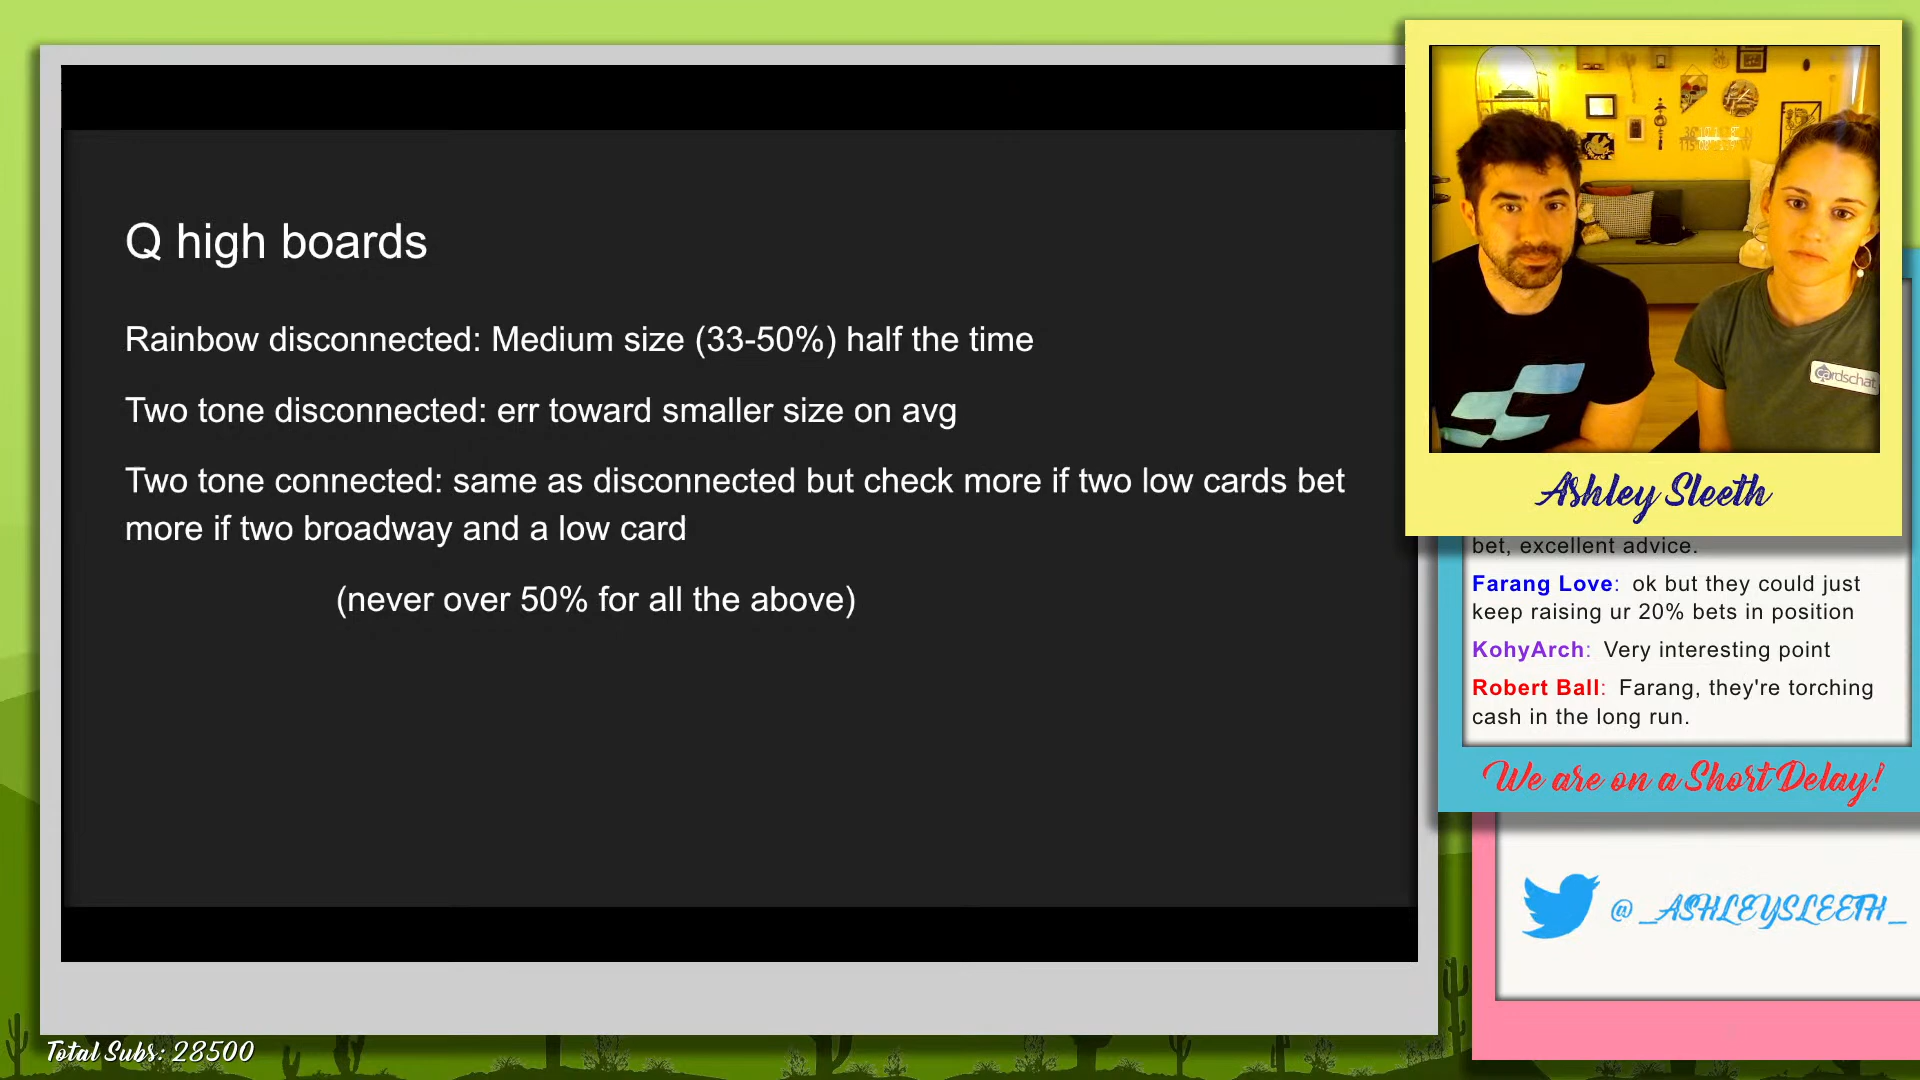 Q high boards
Rainbow disconnected: Medium size (33-50%) half the time
Two tone disconnected: err toward smaller size on avg
Two tone connected: same as disconnected but check more if two low cards bet
more if two broadway and a low card
(never over 50% for all the above)
cardschat
Ashley Sleeth
bet, excellent advice.
Farang Love: ok but they could just
keep raising ur 20% bets in position
KohyArch: Very interesting point
Robert Ball: Farang, they're torching
cash in the long run.
We are on a Short Delay!
@_ASHLEYSLEETH_
Total Subs: 28500